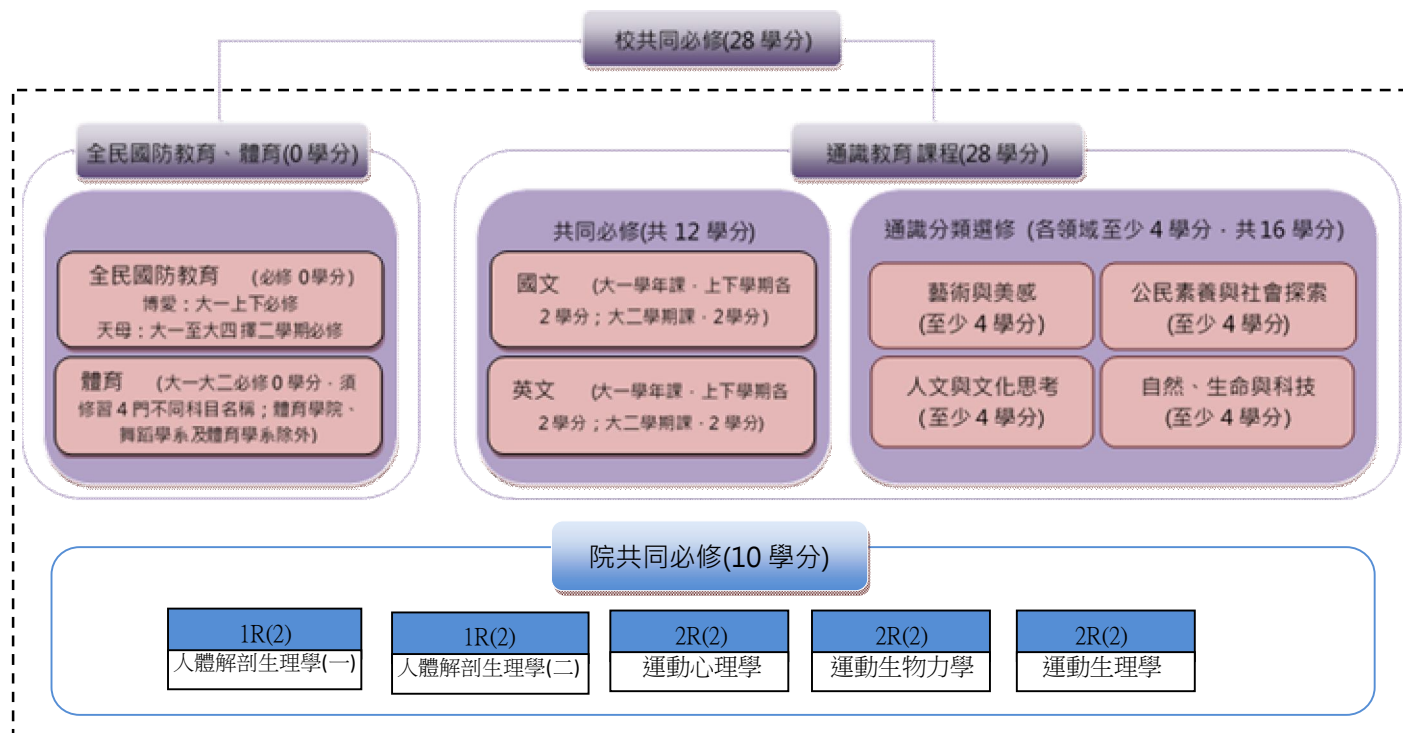 校共同必修(28 學分)
全民國防教育、體育(0 學分)
全民國防教育 (必修 0學分)
博愛：大一上下必修
天母：大一至大四擇二學期必修
體育 (大一大二必修 0 學分，須
修習 4 門不同科目名稱；體育學院、
舞蹈學系及體育學系除外)
通識教育 課程(28 學分)
共同必修(共 12 學分)
國文 (大一學年課，上下學期各
2 學分；大二學期課，2學分)
英文 (大一學年課，上下學期各
2 學分；大二學期課，2 學分)
通識分類選修 (各領域至少 4 學分，共 16 學分)
藝術與美感
(至少 4 學分)
公民素養與社會探索
(至少 4 學分)
人文與文化思考
(至少 4 學分)
自然、生命與科技
(至少 4 學分)
院共同必修(10 學分)
1R(2)
人體解剖生理學(一)
1R(2)
人體解剖生理學(二)
2R(2)
運動心理學
2R(2)
運動生物力學
2R(2)
運動生理學